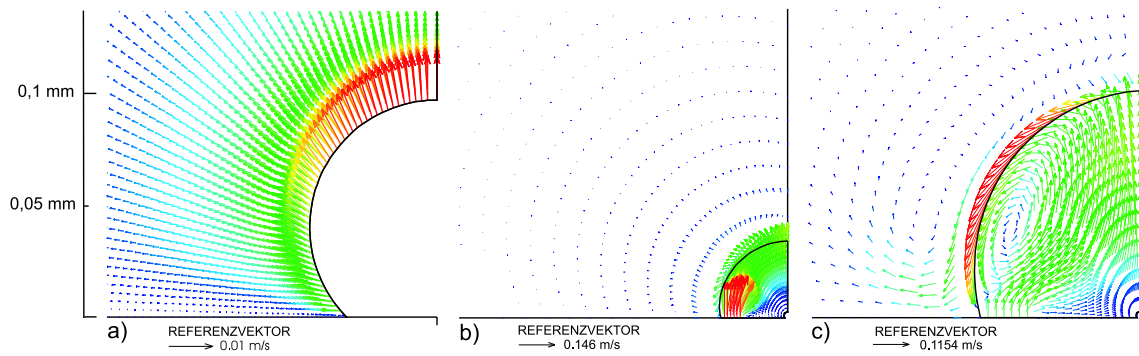 0,1 mm
0,05 mm
a)
REFERENZVEKTOR
0.01 m/s
b)
REFERENZVEKTOR
0.146 m/s
c)
REFERENZVEKTOR
0.1154 m/s